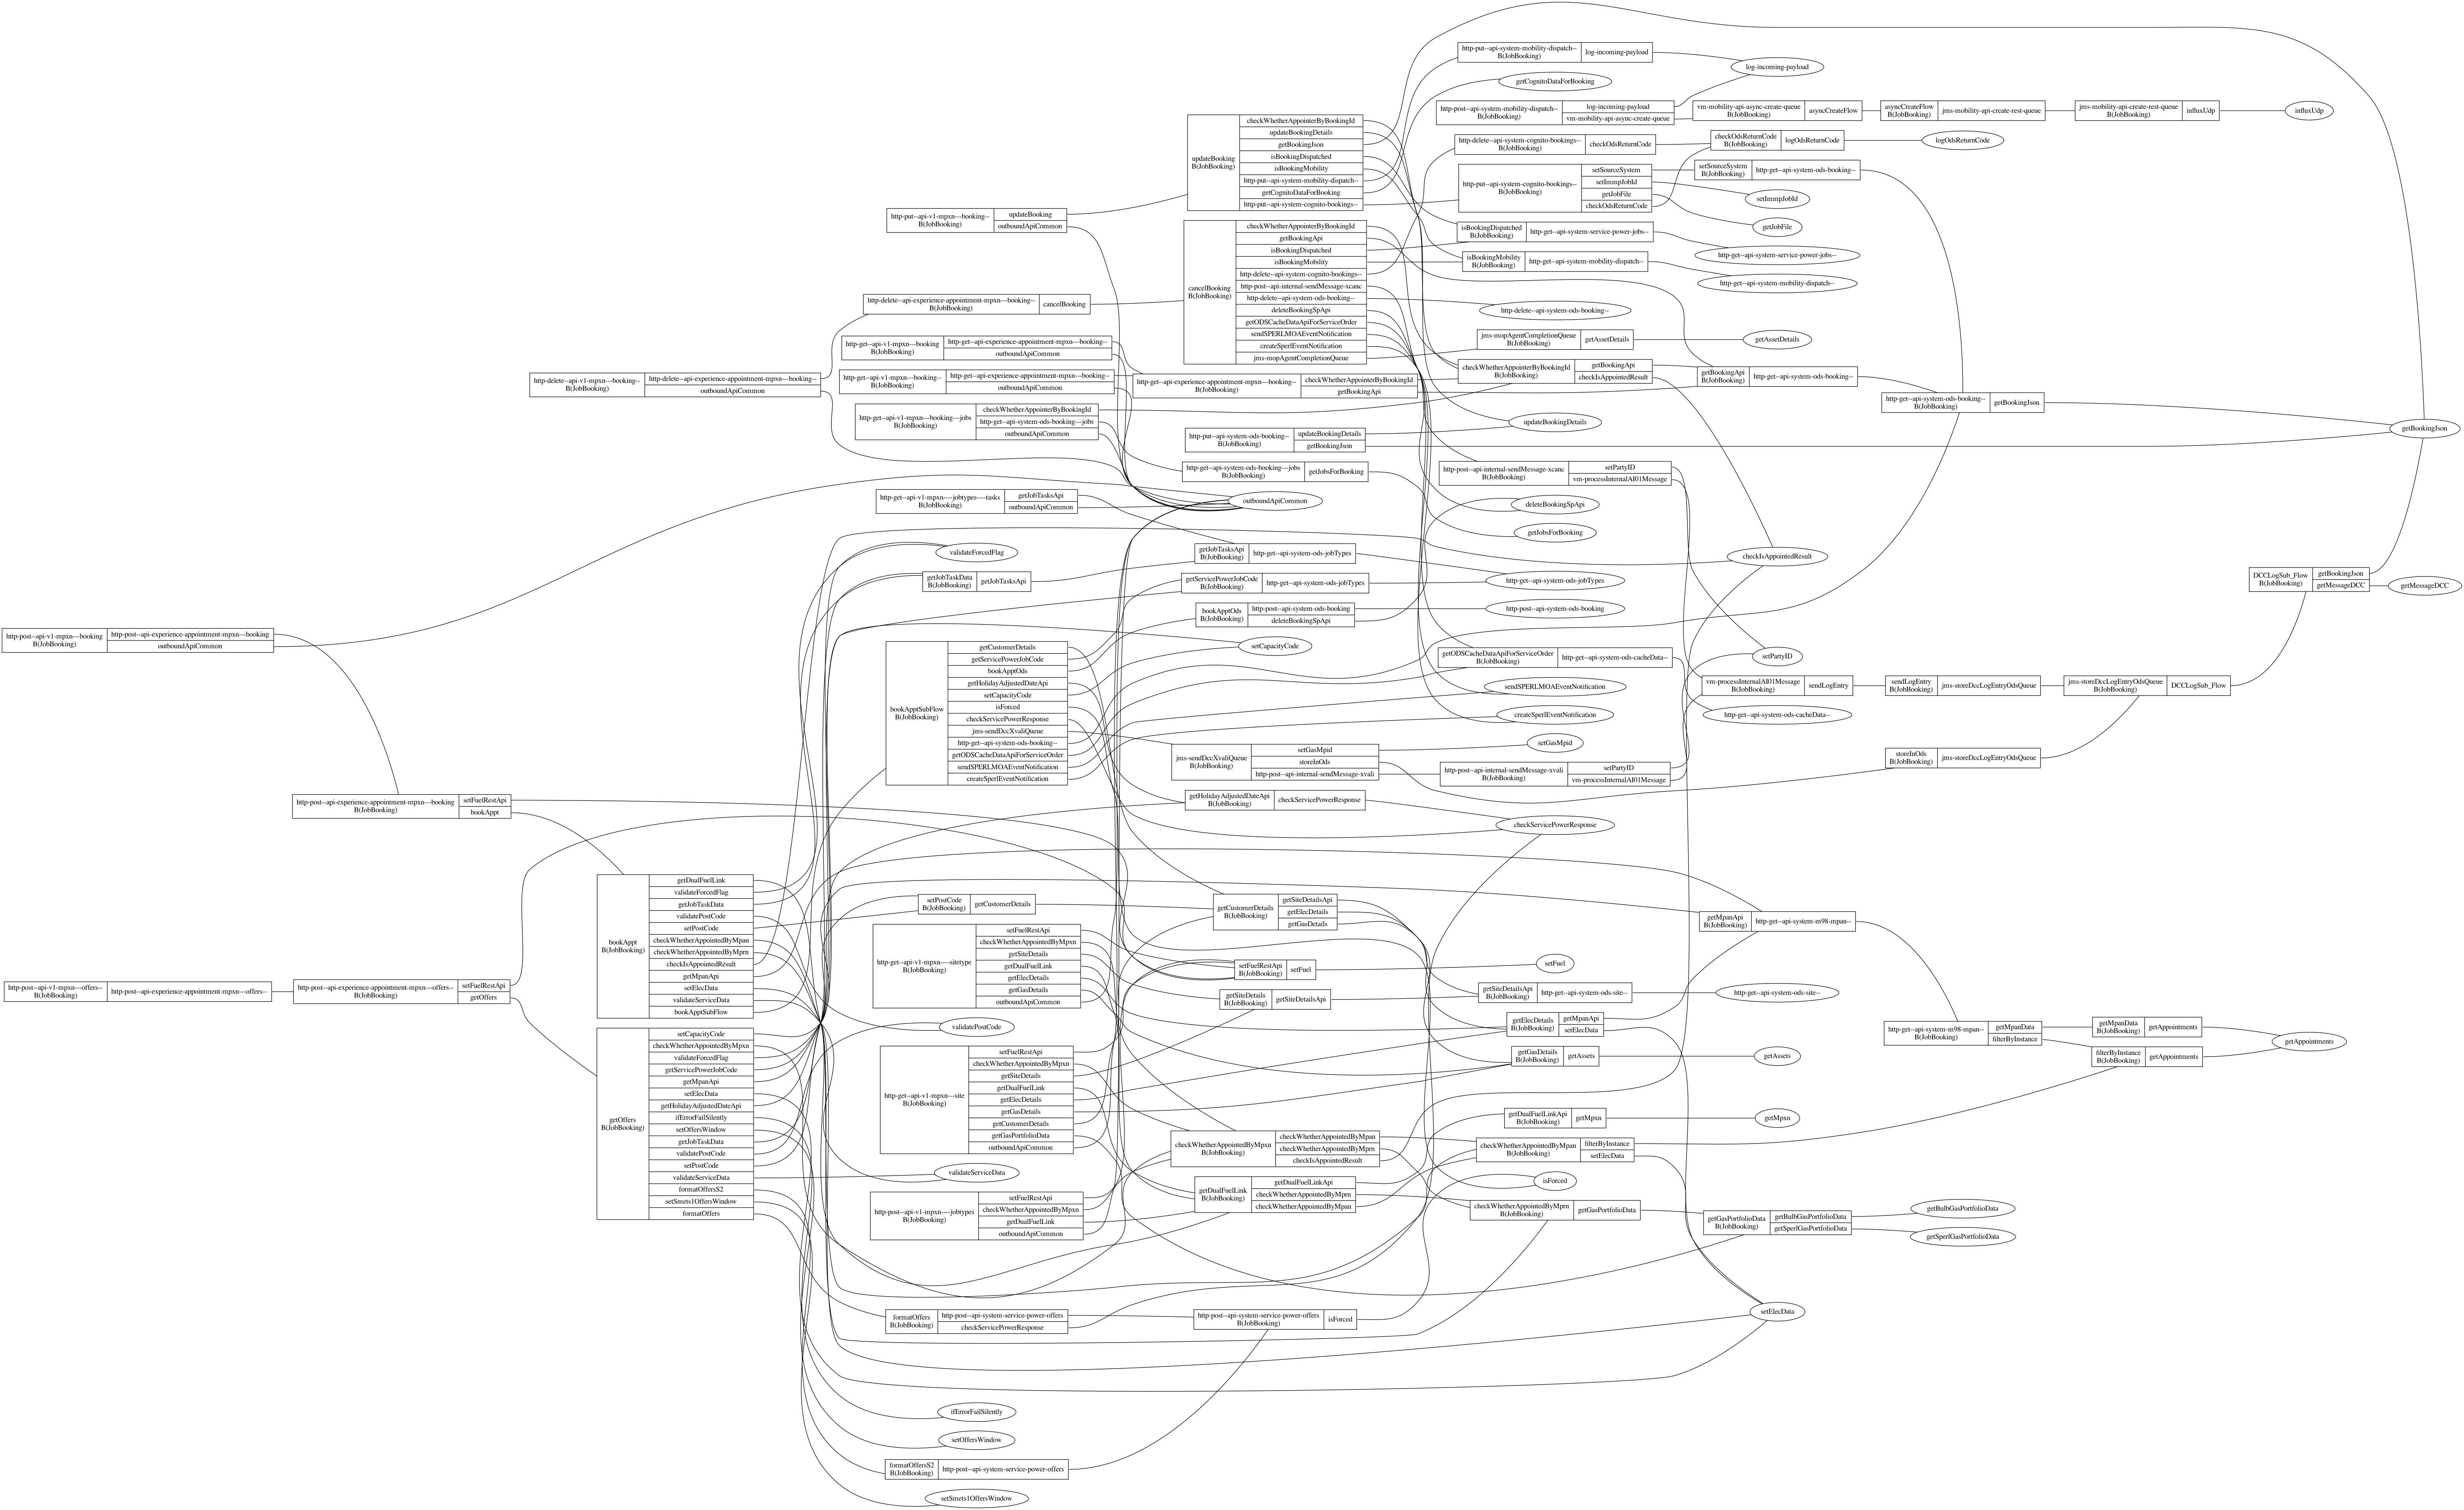 http-put--api-system-mobility-dispatch--
B(JobBooking)
log-incoming-payload
log-incoming-payload
getCognitoDataForBooking
http-post--api-system-mobility-dispatch--
B(JobBooking)
log-incoming-payload
vm-mobility-api-async-create-queue
vm-mobility-api-async-create-queue
B(JobBooking)
asyncCreateFlow
asyncCreateFlow
B(JobBooking)
jms-mobility-api-create-rest-queue
jms-mobility-api-create-rest-queue
B(JobBooking)
influxUdp
influxUdp
updateBooking
B(JobBooking)
checkWhetherAppointerByBookingId
updateBookingDetails
getBookingJson
isBookingDispatched
isBookingMobility
http-put--api-system-mobility-dispatch--
getCognitoDataForBooking
http-put--api-system-cognito-bookings--
http-delete--api-system-cognito-bookings--
B(JobBooking)
checkOdsReturnCode
checkOdsReturnCode
B(JobBooking)
logOdsReturnCode
logOdsReturnCode
http-put--api-system-cognito-bookings--
B(JobBooking)
setSourceSystem
setImmpJobId
getJobFile
checkOdsReturnCode
setSourceSystem
B(JobBooking)
http-get--api-system-ods-booking--
setImmpJobId
getJobFile
http-put--api-v1-mpxn---booking--
B(JobBooking)
updateBooking
outboundApiCommon
cancelBooking
B(JobBooking)
checkWhetherAppointerByBookingId
getBookingApi
isBookingDispatched
isBookingMobility
http-delete--api-system-cognito-bookings--
http-post--api-internal-sendMessage-xcanc
http-delete--api-system-ods-booking--
deleteBookingSpApi
getODSCacheDataApiForServiceOrder
sendSPERLMOAEventNotification
createSperlEventNotification
jms-mopAgentCompletionQueue
isBookingDispatched
B(JobBooking)
http-get--api-system-service-power-jobs--
http-get--api-system-service-power-jobs--
isBookingMobility
B(JobBooking)
http-get--api-system-mobility-dispatch--
http-get--api-system-mobility-dispatch--
http-delete--api-experience-appointment-mpxn---booking--
B(JobBooking)
cancelBooking
http-delete--api-system-ods-booking--
http-get--api-v1-mpxn---booking
B(JobBooking)
http-get--api-experience-appointment-mpxn---booking--
outboundApiCommon
jms-mopAgentCompletionQueue
B(JobBooking)
getAssetDetails
getAssetDetails
http-delete--api-v1-mpxn---booking--
B(JobBooking)
http-delete--api-experience-appointment-mpxn---booking--
outboundApiCommon
http-get--api-v1-mpxn---booking--
B(JobBooking)
http-get--api-experience-appointment-mpxn---booking--
outboundApiCommon
http-get--api-experience-appointment-mpxn---booking--
B(JobBooking)
checkWhetherAppointerByBookingId
getBookingApi
checkWhetherAppointerByBookingId
B(JobBooking)
getBookingApi
checkIsAppointedResult
getBookingApi
B(JobBooking)
http-get--api-system-ods-booking--
http-get--api-system-ods-booking--
B(JobBooking)
getBookingJson
getBookingJson
http-get--api-v1-mpxn---booking---jobs
B(JobBooking)
checkWhetherAppointerByBookingId
http-get--api-system-ods-booking---jobs
outboundApiCommon
http-put--api-system-ods-booking--
B(JobBooking)
updateBookingDetails
getBookingJson
updateBookingDetails
http-get--api-system-ods-booking---jobs
B(JobBooking)
getJobsForBooking
http-post--api-internal-sendMessage-xcanc
B(JobBooking)
setPartyID
vm-processInternalAI01Message
http-get--api-v1-mpxn----jobtypes----tasks
B(JobBooking)
getJobTasksApi
outboundApiCommon
outboundApiCommon
deleteBookingSpApi
getJobsForBooking
validateForcedFlag
getJobTasksApi
B(JobBooking)
http-get--api-system-ods-jobTypes
checkIsAppointedResult
getJobTaskData
B(JobBooking)
getJobTasksApi
getServicePowerJobCode
B(JobBooking)
http-get--api-system-ods-jobTypes
http-get--api-system-ods-jobTypes
DCCLogSub_Flow
B(JobBooking)
getBookingJson
getMessageDCC
getMessageDCC
bookApptOds
B(JobBooking)
http-post--api-system-ods-booking
deleteBookingSpApi
http-post--api-system-ods-booking
http-post--api-v1-mpxn---booking
B(JobBooking)
http-post--api-experience-appointment-mpxn---booking
outboundApiCommon
bookApptSubFlow
B(JobBooking)
getCustomerDetails
getServicePowerJobCode
bookApptOds
getHolidayAdjustedDateApi
setCapacityCode
isForced
checkServicePowerResponse
jms-sendDccXvaliQueue
http-get--api-system-ods-booking--
getODSCacheDataApiForServiceOrder
sendSPERLMOAEventNotification
createSperlEventNotification
setCapacityCode
getODSCacheDataApiForServiceOrder
B(JobBooking)
http-get--api-system-ods-cacheData--
setPartyID
sendSPERLMOAEventNotification
vm-processInternalAI01Message
B(JobBooking)
sendLogEntry
sendLogEntry
B(JobBooking)
jms-storeDccLogEntryOdsQueue
jms-storeDccLogEntryOdsQueue
B(JobBooking)
DCCLogSub_Flow
createSperlEventNotification
http-get--api-system-ods-cacheData--
jms-sendDccXvaliQueue
B(JobBooking)
setGasMpid
storeInOds
http-post--api-internal-sendMessage-xvali
setGasMpid
storeInOds
B(JobBooking)
jms-storeDccLogEntryOdsQueue
http-post--api-internal-sendMessage-xvali
B(JobBooking)
setPartyID
vm-processInternalAI01Message
http-post--api-experience-appointment-mpxn---booking
B(JobBooking)
setFuelRestApi
bookAppt
getHolidayAdjustedDateApi
B(JobBooking)
checkServicePowerResponse
checkServicePowerResponse
bookAppt
B(JobBooking)
getDualFuelLink
validateForcedFlag
getJobTaskData
validatePostCode
setPostCode
checkWhetherAppointedByMpan
checkWhetherAppointedByMprn
checkIsAppointedResult
getMpanApi
setElecData
validateServiceData
bookApptSubFlow
setPostCode
B(JobBooking)
getCustomerDetails
getCustomerDetails
B(JobBooking)
getSiteDetailsApi
getElecDetails
getGasDetails
getMpanApi
B(JobBooking)
http-get--api-system-m98-mpan--
http-get--api-v1-mpxn----sitetype
B(JobBooking)
setFuelRestApi
checkWhetherAppointedByMpxn
getSiteDetails
getDualFuelLink
getElecDetails
getGasDetails
outboundApiCommon
setFuelRestApi
B(JobBooking)
setFuel
setFuel
http-post--api-v1-mpxn---offers--
B(JobBooking)
http-post--api-experience-appointment-mpxn---offers--
http-post--api-experience-appointment-mpxn---offers--
B(JobBooking)
setFuelRestApi
getOffers
getSiteDetails
B(JobBooking)
getSiteDetailsApi
getSiteDetailsApi
B(JobBooking)
http-get--api-system-ods-site--
http-get--api-system-ods-site--
getElecDetails
B(JobBooking)
getMpanApi
setElecData
validatePostCode
http-get--api-system-m98-mpan--
B(JobBooking)
getMpanData
filterByInstance
getMpanData
B(JobBooking)
getAppointments
getAppointments
filterByInstance
B(JobBooking)
getAppointments
getOffers
B(JobBooking)
setCapacityCode
checkWhetherAppointedByMpxn
validateForcedFlag
getServicePowerJobCode
getMpanApi
setElecData
getHolidayAdjustedDateApi
ifErrorFailSilently
setOffersWindow
getJobTaskData
validatePostCode
setPostCode
validateServiceData
formatOffersS2
setSmets1OffersWindow
formatOffers
http-get--api-v1-mpxn---site
B(JobBooking)
setFuelRestApi
checkWhetherAppointedByMpxn
getSiteDetails
getDualFuelLink
getElecDetails
getGasDetails
getCustomerDetails
getGasPortfolioData
outboundApiCommon
getGasDetails
B(JobBooking)
getAssets
getAssets
getDualFuelLinkApi
B(JobBooking)
getMpxn
getMpxn
checkWhetherAppointedByMpxn
B(JobBooking)
checkWhetherAppointedByMpan
checkWhetherAppointedByMprn
checkIsAppointedResult
checkWhetherAppointedByMpan
B(JobBooking)
filterByInstance
setElecData
validateServiceData
isForced
http-post--api-v1-mpxn----jobtypes
B(JobBooking)
setFuelRestApi
checkWhetherAppointedByMpxn
getDualFuelLink
outboundApiCommon
getDualFuelLink
B(JobBooking)
getDualFuelLinkApi
checkWhetherAppointedByMprn
checkWhetherAppointedByMpan
checkWhetherAppointedByMprn
B(JobBooking)
getGasPortfolioData
getGasPortfolioData
B(JobBooking)
getBulbGasPortfolioData
getSperlGasPortfolioData
getBulbGasPortfolioData
getSperlGasPortfolioData
setElecData
formatOffers
B(JobBooking)
http-post--api-system-service-power-offers
checkServicePowerResponse
http-post--api-system-service-power-offers
B(JobBooking)
isForced
ifErrorFailSilently
setOffersWindow
formatOffersS2
B(JobBooking)
http-post--api-system-service-power-offers
setSmets1OffersWindow